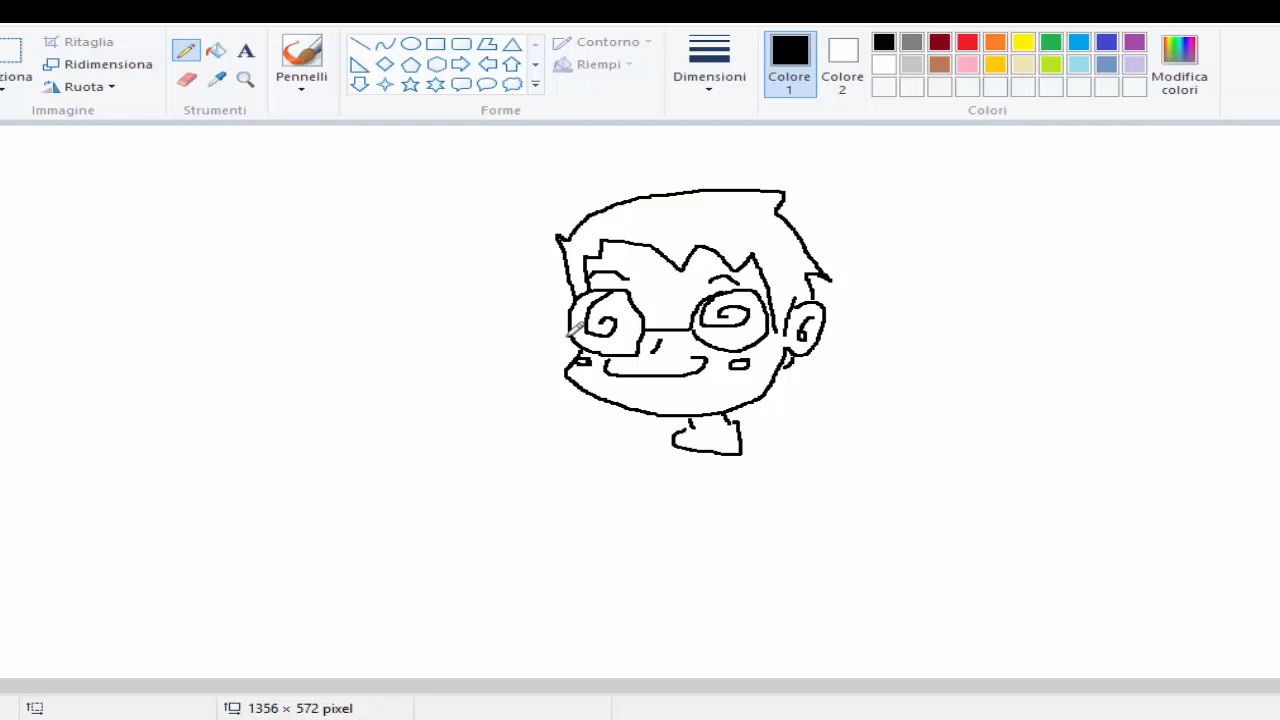 Ritaglia
Contorno
ziona
Ridimensiona
Pennelli
Riempi
Dimensioni
Colore
1
Colore
2
Modifica
colori
Ruota
Immagine
Strumenti
Forme
Colori
1356 × 572 pixel